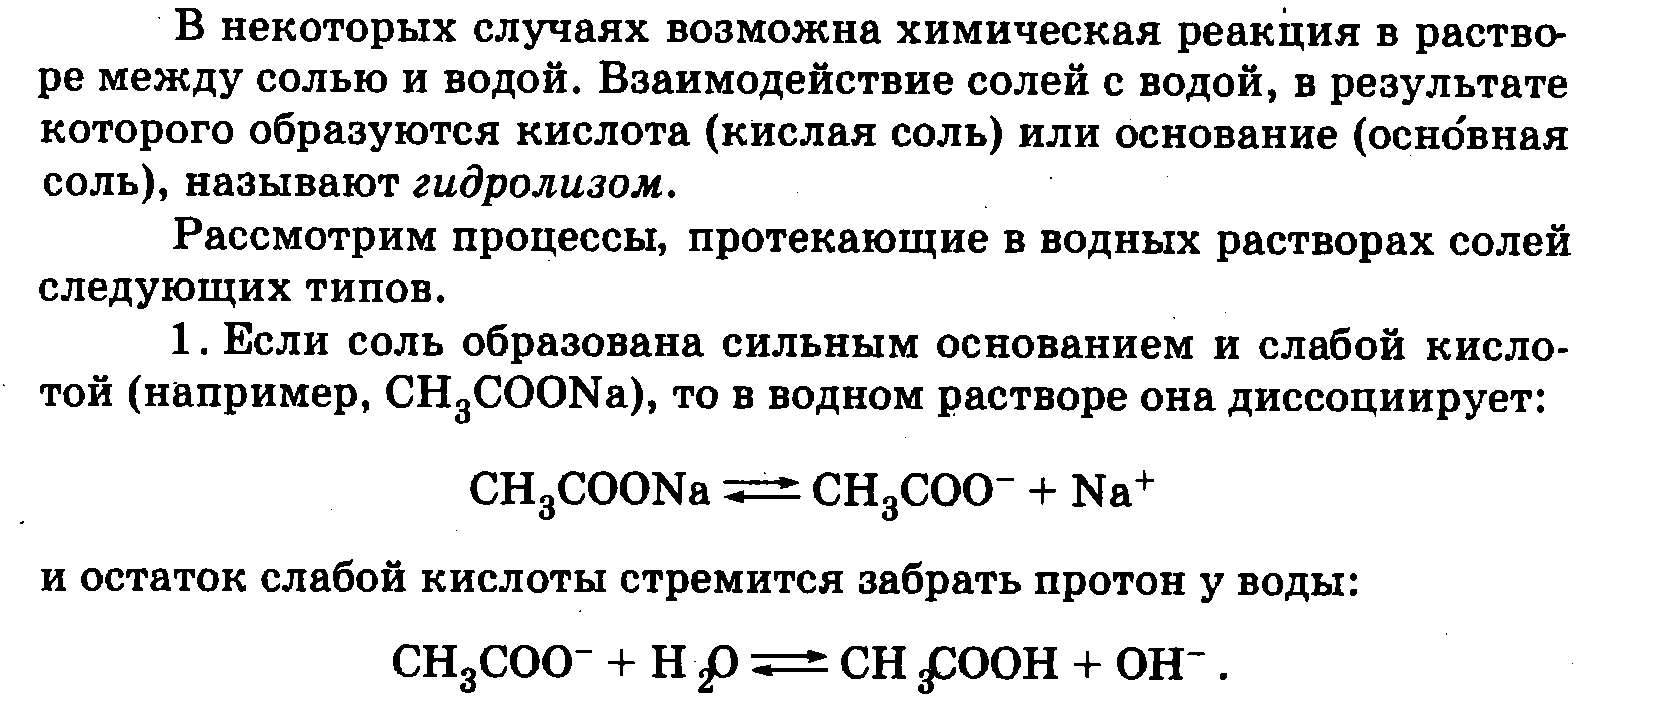 В некоторых случаях возможна химическая реакция в раство-
ре между солью и водой. Взаимодействие солей с водой, в результате
которого образуются кислота (кислая соль) или основание (осно́вная
соль), называют гидролизом.
Рассмотрим процессы, протекающие в водных растворах солей
следующих типов.
1. Если соль образована сильным основанием и слабой кисло-
той (например, CH₃COONa), то в водном растворе она диссоциирует:
CH₃COONa ⇌ CH₃COO⁻ + Na⁺
и остаток слабой кислоты стремится забрать протон у воды:
CH₃COO⁻ + H₂O ⇌ CH₃COOH + OH⁻.